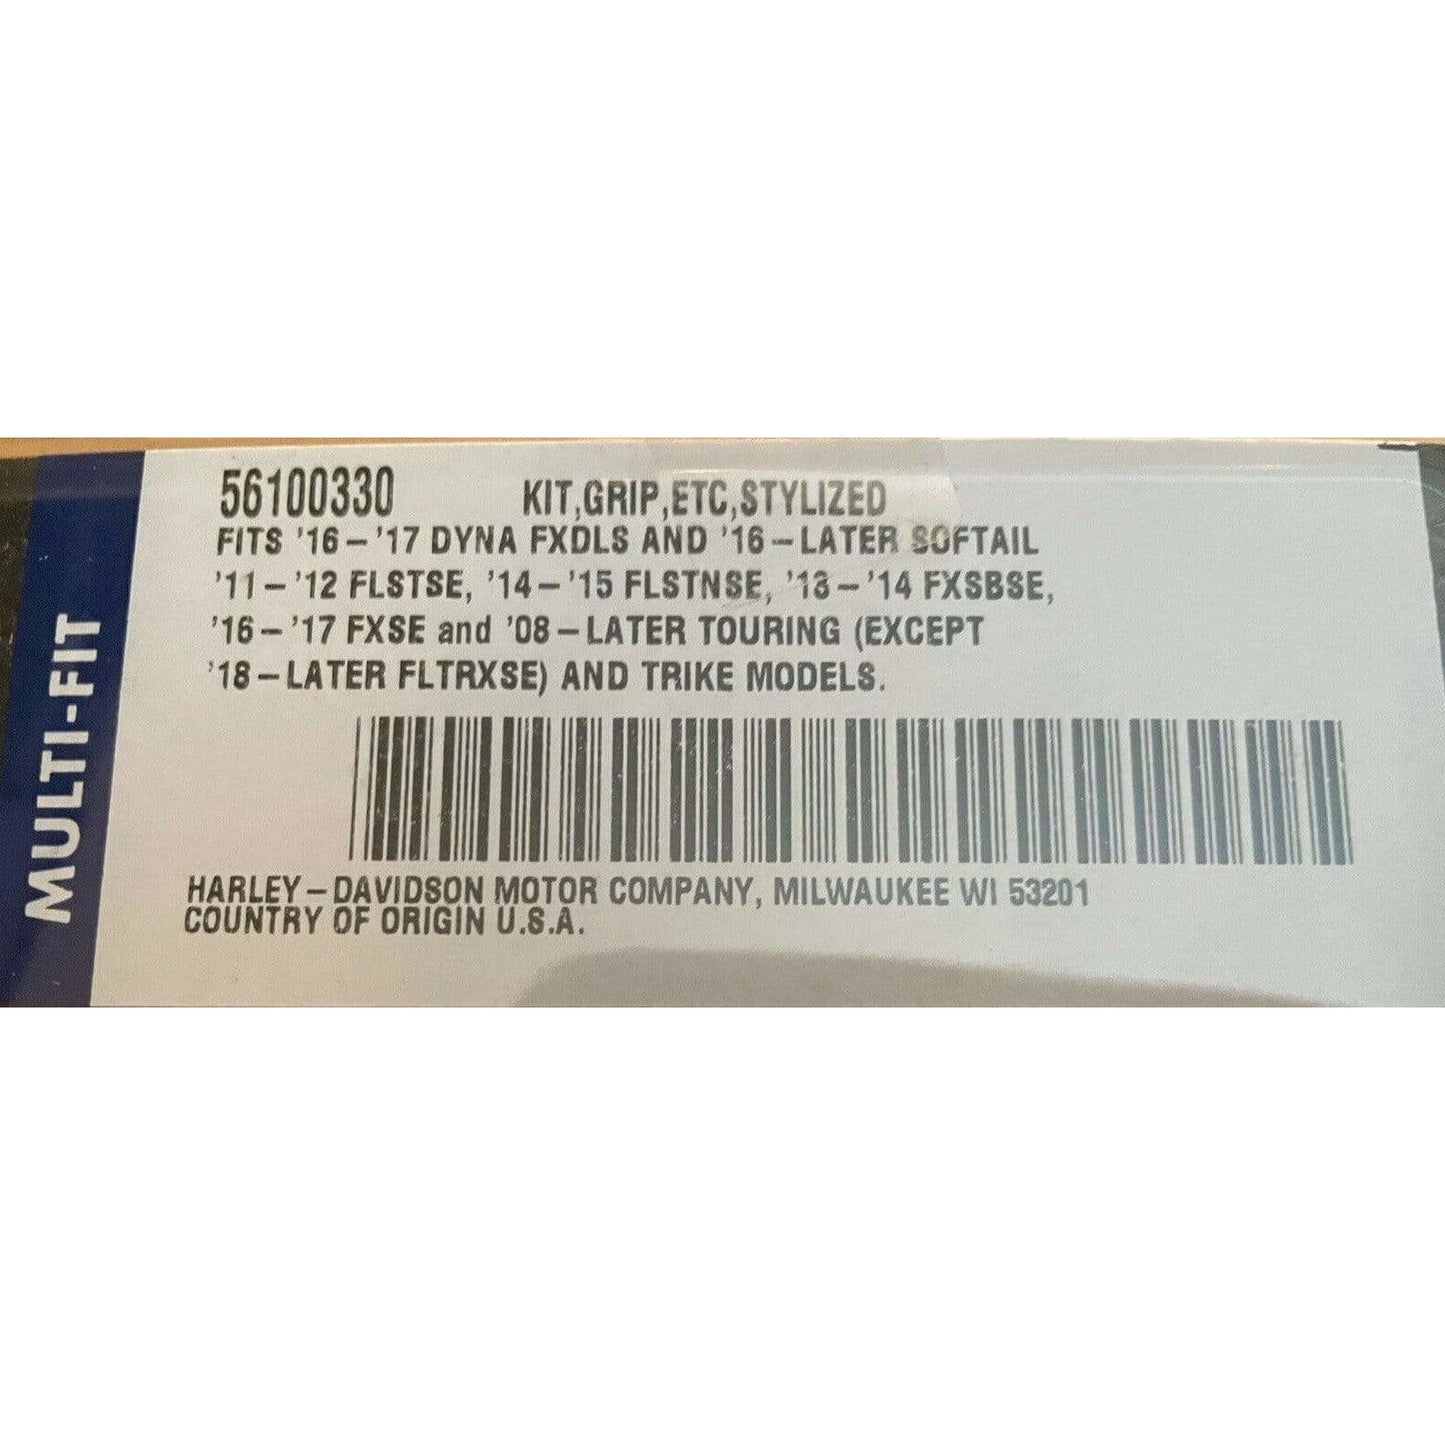 MULTI-FIT
56100330 KIT,GRIP,ETC,STYLIZED
FITS '16-'17 DYNA FXDLS AND '16-LATER SOFTAIL
'11-'12 FLSTSE, '14-'15 FLSTNSE, '13-'14 FXSBSE,
'16-'17 FXSE and '08-LATER TOURING (EXCEPT
'18-LATER FLTRXSE) AND TRIKE MODELS.
HARLEY-DAVIDSON MOTOR COMPANY, MILWAUKEE WI 53201
COUNTRY OF ORIGIN U.S.A.